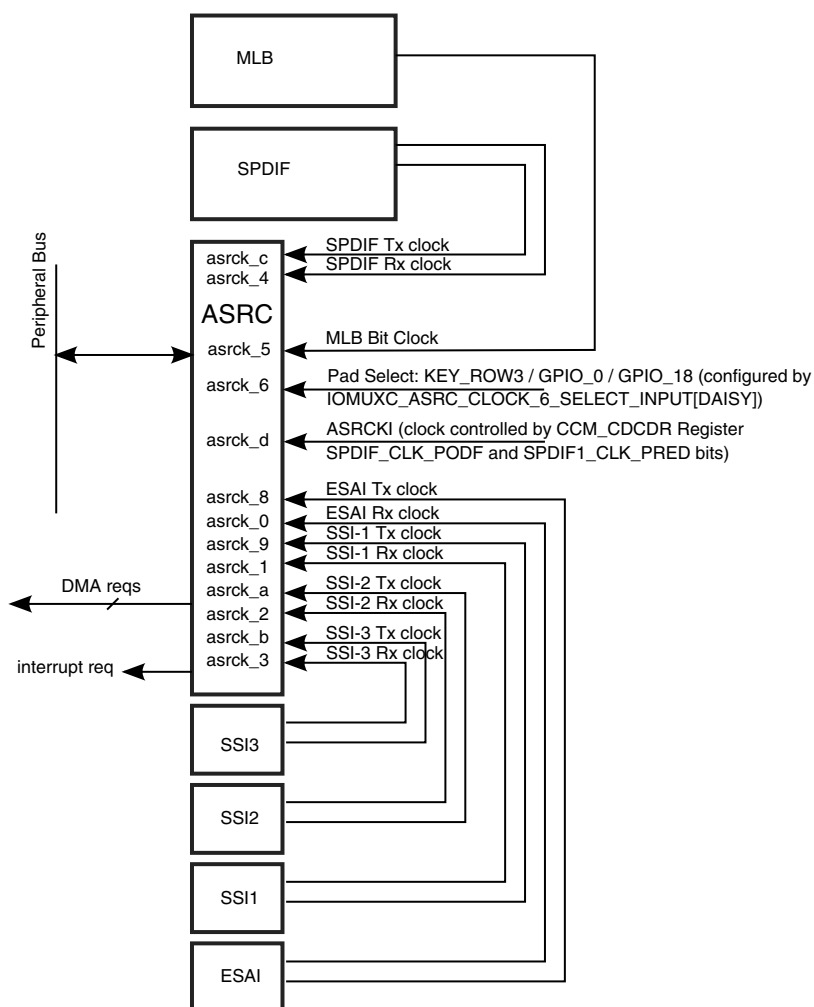 MLB
SPDIF
Peripheral Bus
asrck_c
SPDIF Tx clock
asrck_4
SPDIF Rx clock
ASRC
asrck_5
MLB Bit Clock
asrck_6
Pad Select: KEY_ROW3 / GPIO_0 / GPIO_18 (configured by
IOMUXC_ASRC_CLOCK_6_SELECT_INPUT[DAISY])
asrck_d
ASRCKI (clock controlled by CCM_CDCDR Register
SPDIF_CLK_PODF and SPDIF1_CLK_PRED bits)
asrck_8
ESAI Tx clock
asrck_0
ESAI Rx clock
asrck_9
SSI-1 Tx clock
asrck_1
SSI-1 Rx clock
DMA reqs
asrck_a
SSI-2 Tx clock
asrck_2
SSI-2 Rx clock
asrck_b
SSI-3 Tx clock
asrck_3
SSI-3 Rx clock
interrupt req
SSI3
SSI2
SSI1
ESAI